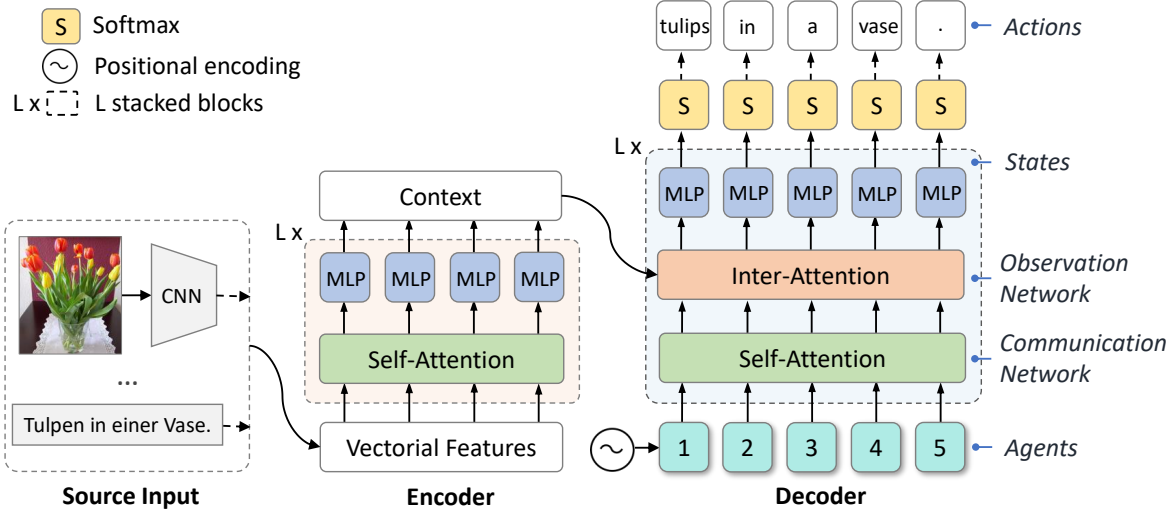 S Softmax
Positional encoding
L x L stacked blocks
CNN
...
Tulpen in einer Vase.
Source Input
Context
L x
MLP MLP MLP MLP
Self-Attention
Vectorial Features
Encoder
tulips in a vase .
S S S S S
L x
MLP MLP MLP MLP MLP
Inter-Attention
Self-Attention
1 2 3 4 5
Decoder
Actions
States
Observation
Network
Communication
Network
Agents